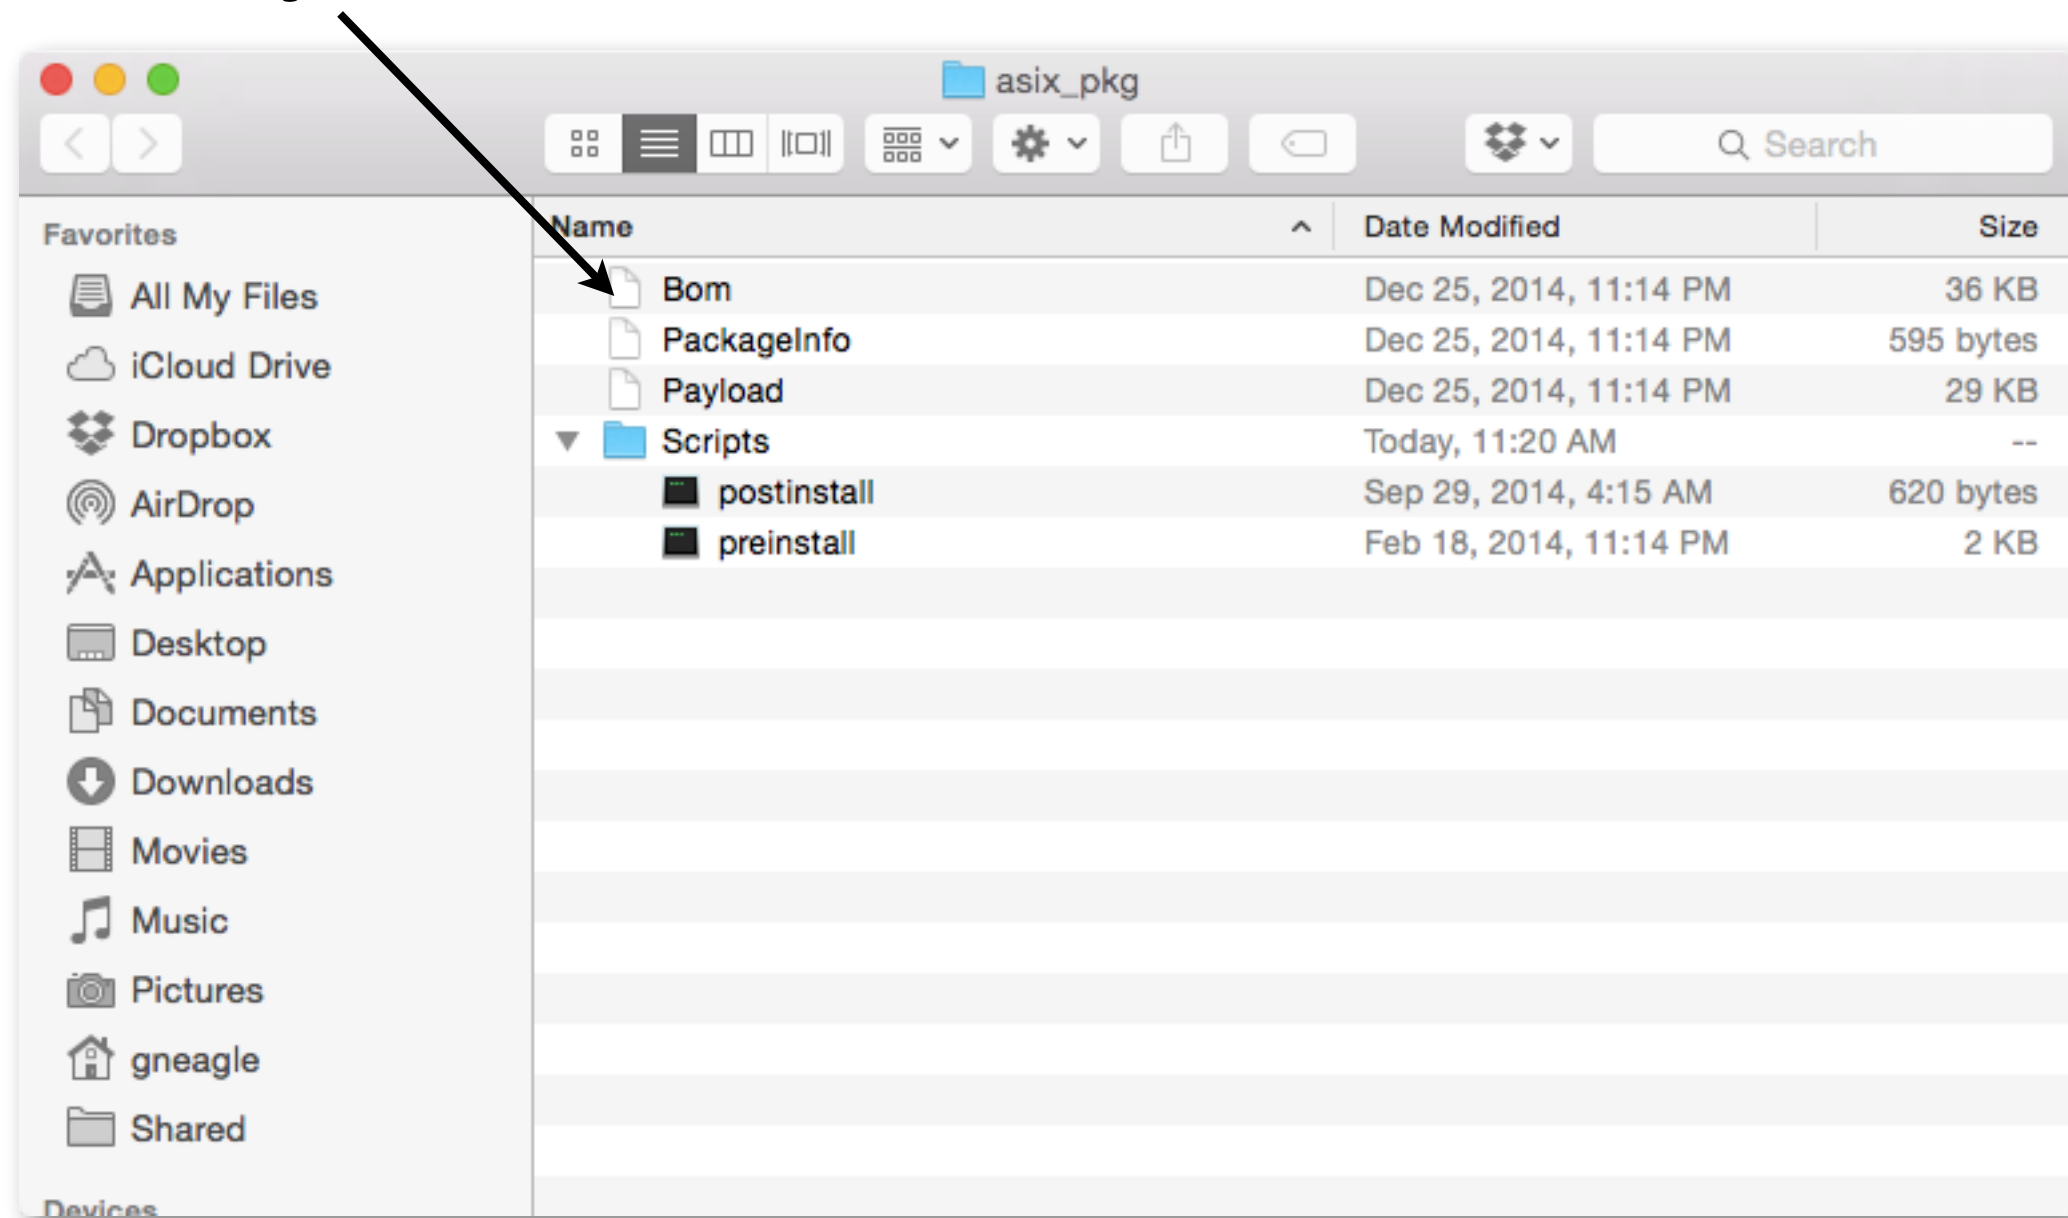 asix_pkg
Search
Favorites
All My Files
iCloud Drive
Dropbox
AirDrop
Applications
Desktop
Documents
Downloads
Movies
Music
Pictures
gneagle
Shared
Devices
Name Date Modified Size
Bom Dec 25, 2014, 11:14 PM 36 KB
PackageInfo Dec 25, 2014, 11:14 PM 595 bytes
Payload Dec 25, 2014, 11:14 PM 29 KB
Scripts Today, 11:20 AM --
postinstall Sep 29, 2014, 4:15 AM 620 bytes
preinstall Feb 18, 2014, 11:14 PM 2 KB